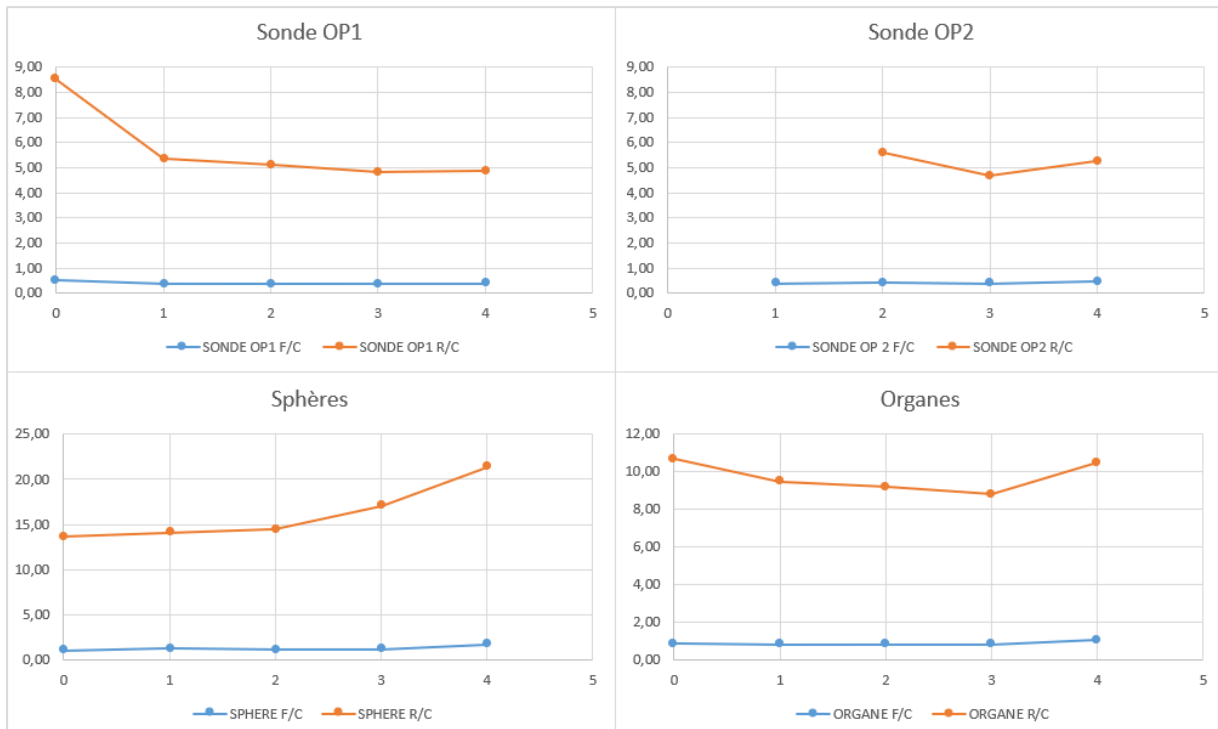 Sonde OP1
9,00
8,00
7,00
6,00
5,00
4,00
3,00
2,00
1,00
0,00
0 1 2 3 4 5
SONDE OP1 F/C SONDE OP1 R/C
Sonde OP2
9,00
8,00
7,00
6,00
5,00
4,00
3,00
2,00
1,00
0,00
0 1 2 3 4 5
SONDE OP 2 F/C SONDE OP2 R/C
Sphères
25,00
20,00
15,00
10,00
5,00
0,00
0 1 2 3 4 5
SPHERE F/C SPHERE R/C
Organes
12,00
10,00
8,00
6,00
4,00
2,00
0,00
0 1 2 3 4 5
ORGANE F/C ORGANE R/C